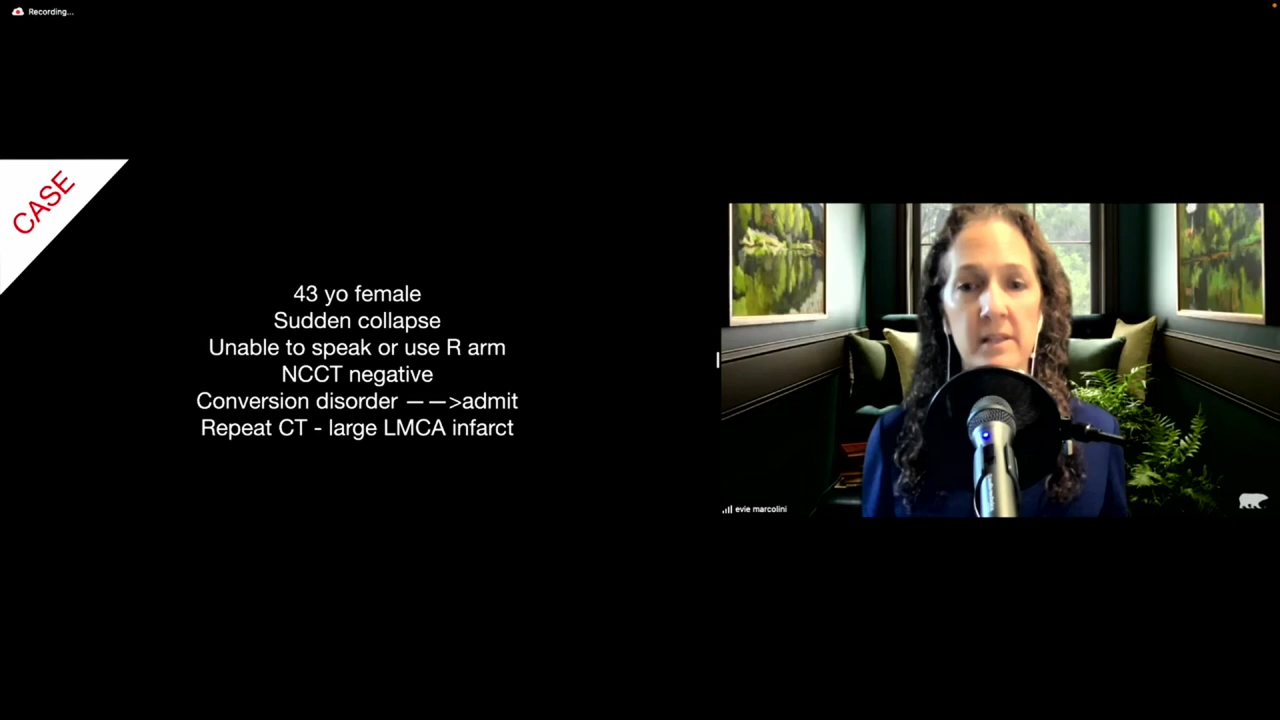 Recording...
CASE
43 yo female
Sudden collapse
Unable to speak or use R arm
NCCT negative
Conversion disorder ——>admit
Repeat CT - large LMCA infarct
evie marcolini